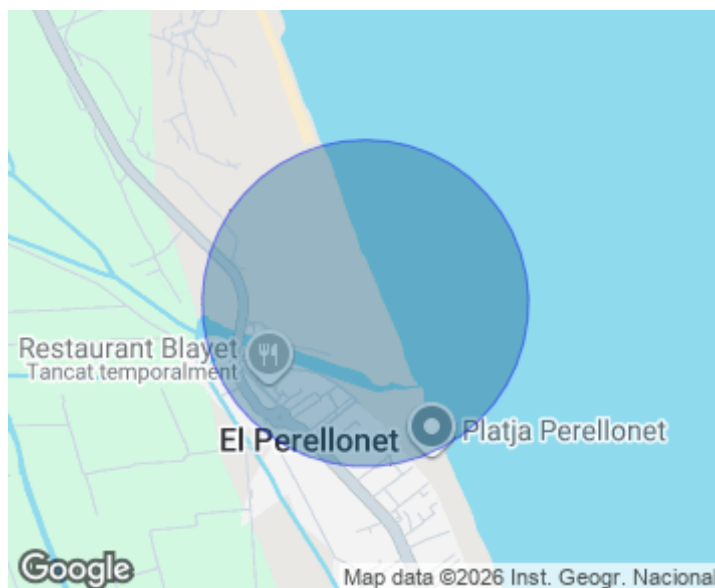 Restaurant Blayet
Tancat temporalment
El Perellonet
Platja Perellonet
Google
Map data ©2026 Inst. Geogr. Nacional